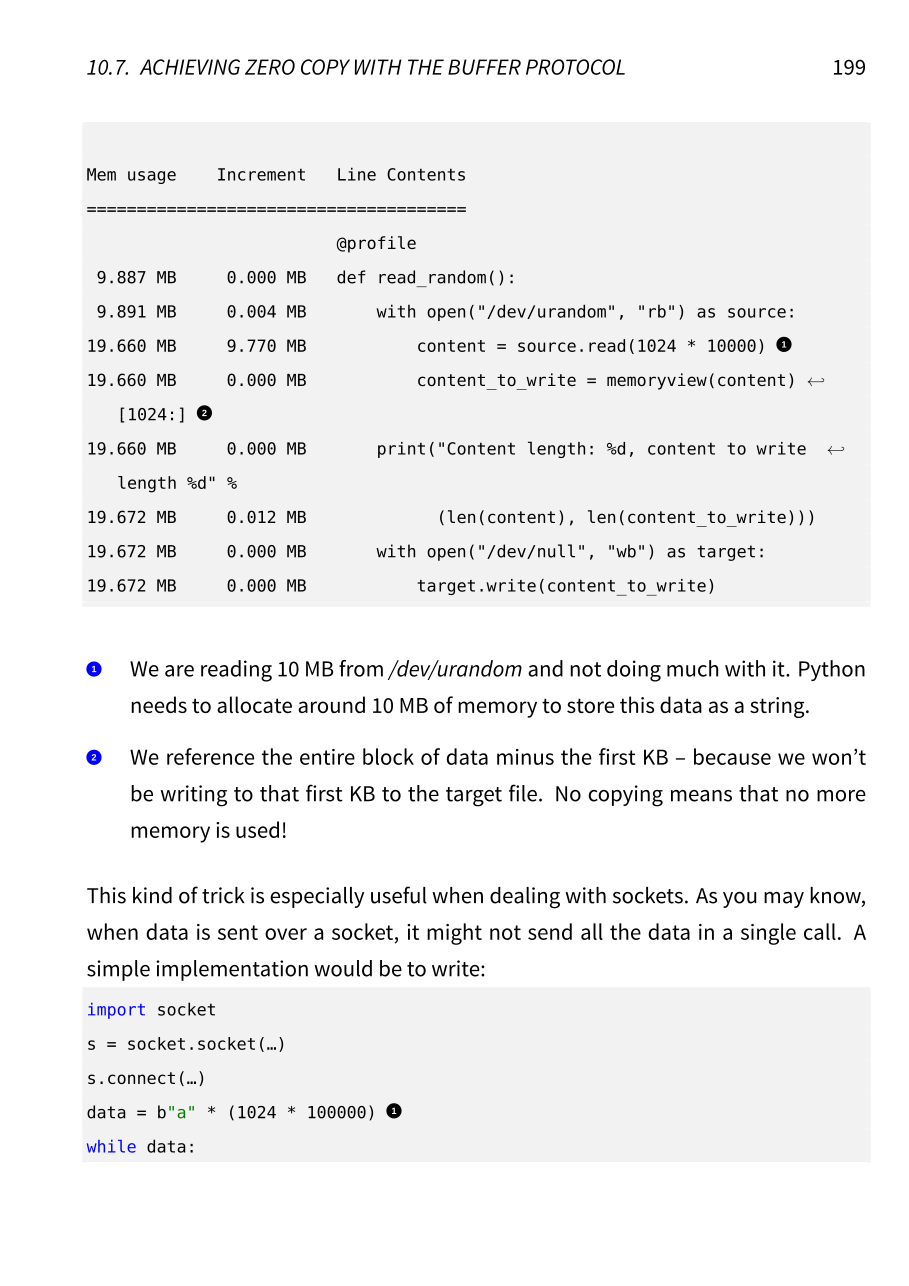 10.7. ACHIEVING ZERO COPY WITH THE BUFFER PROTOCOL 199
Mem usage    Increment   Line Contents
======================================
                         @profile
 9.887 MB     0.000 MB   def read_random():
 9.891 MB     0.004 MB       with open("/dev/urandom", "rb") as source:
19.660 MB     9.770 MB           content = source.read(1024 * 10000) ❶
19.660 MB     0.000 MB           content_to_write = memoryview(content) ↩
   [1024:] ❷
19.660 MB     0.000 MB       print("Content length: %d, content to write  ↩
   length %d" %
19.672 MB     0.012 MB             (len(content), len(content_to_write)))
19.672 MB     0.000 MB       with open("/dev/null", "wb") as target:
19.672 MB     0.000 MB           target.write(content_to_write)
❶ We are reading 10 MB from /dev/urandom and not doing much with it. Python
needs to allocate around 10 MB of memory to store this data as a string.
❷ We reference the entire block of data minus the first KB – because we won’t
be writing to that first KB to the target file. No copying means that no more
memory is used!
This kind of trick is especially useful when dealing with sockets. As you may know,
when data is sent over a socket, it might not send all the data in a single call. A
simple implementation would be to write:
import socket
s = socket.socket(…)
s.connect(…)
data = b"a" * (1024 * 100000) ❶
while data: